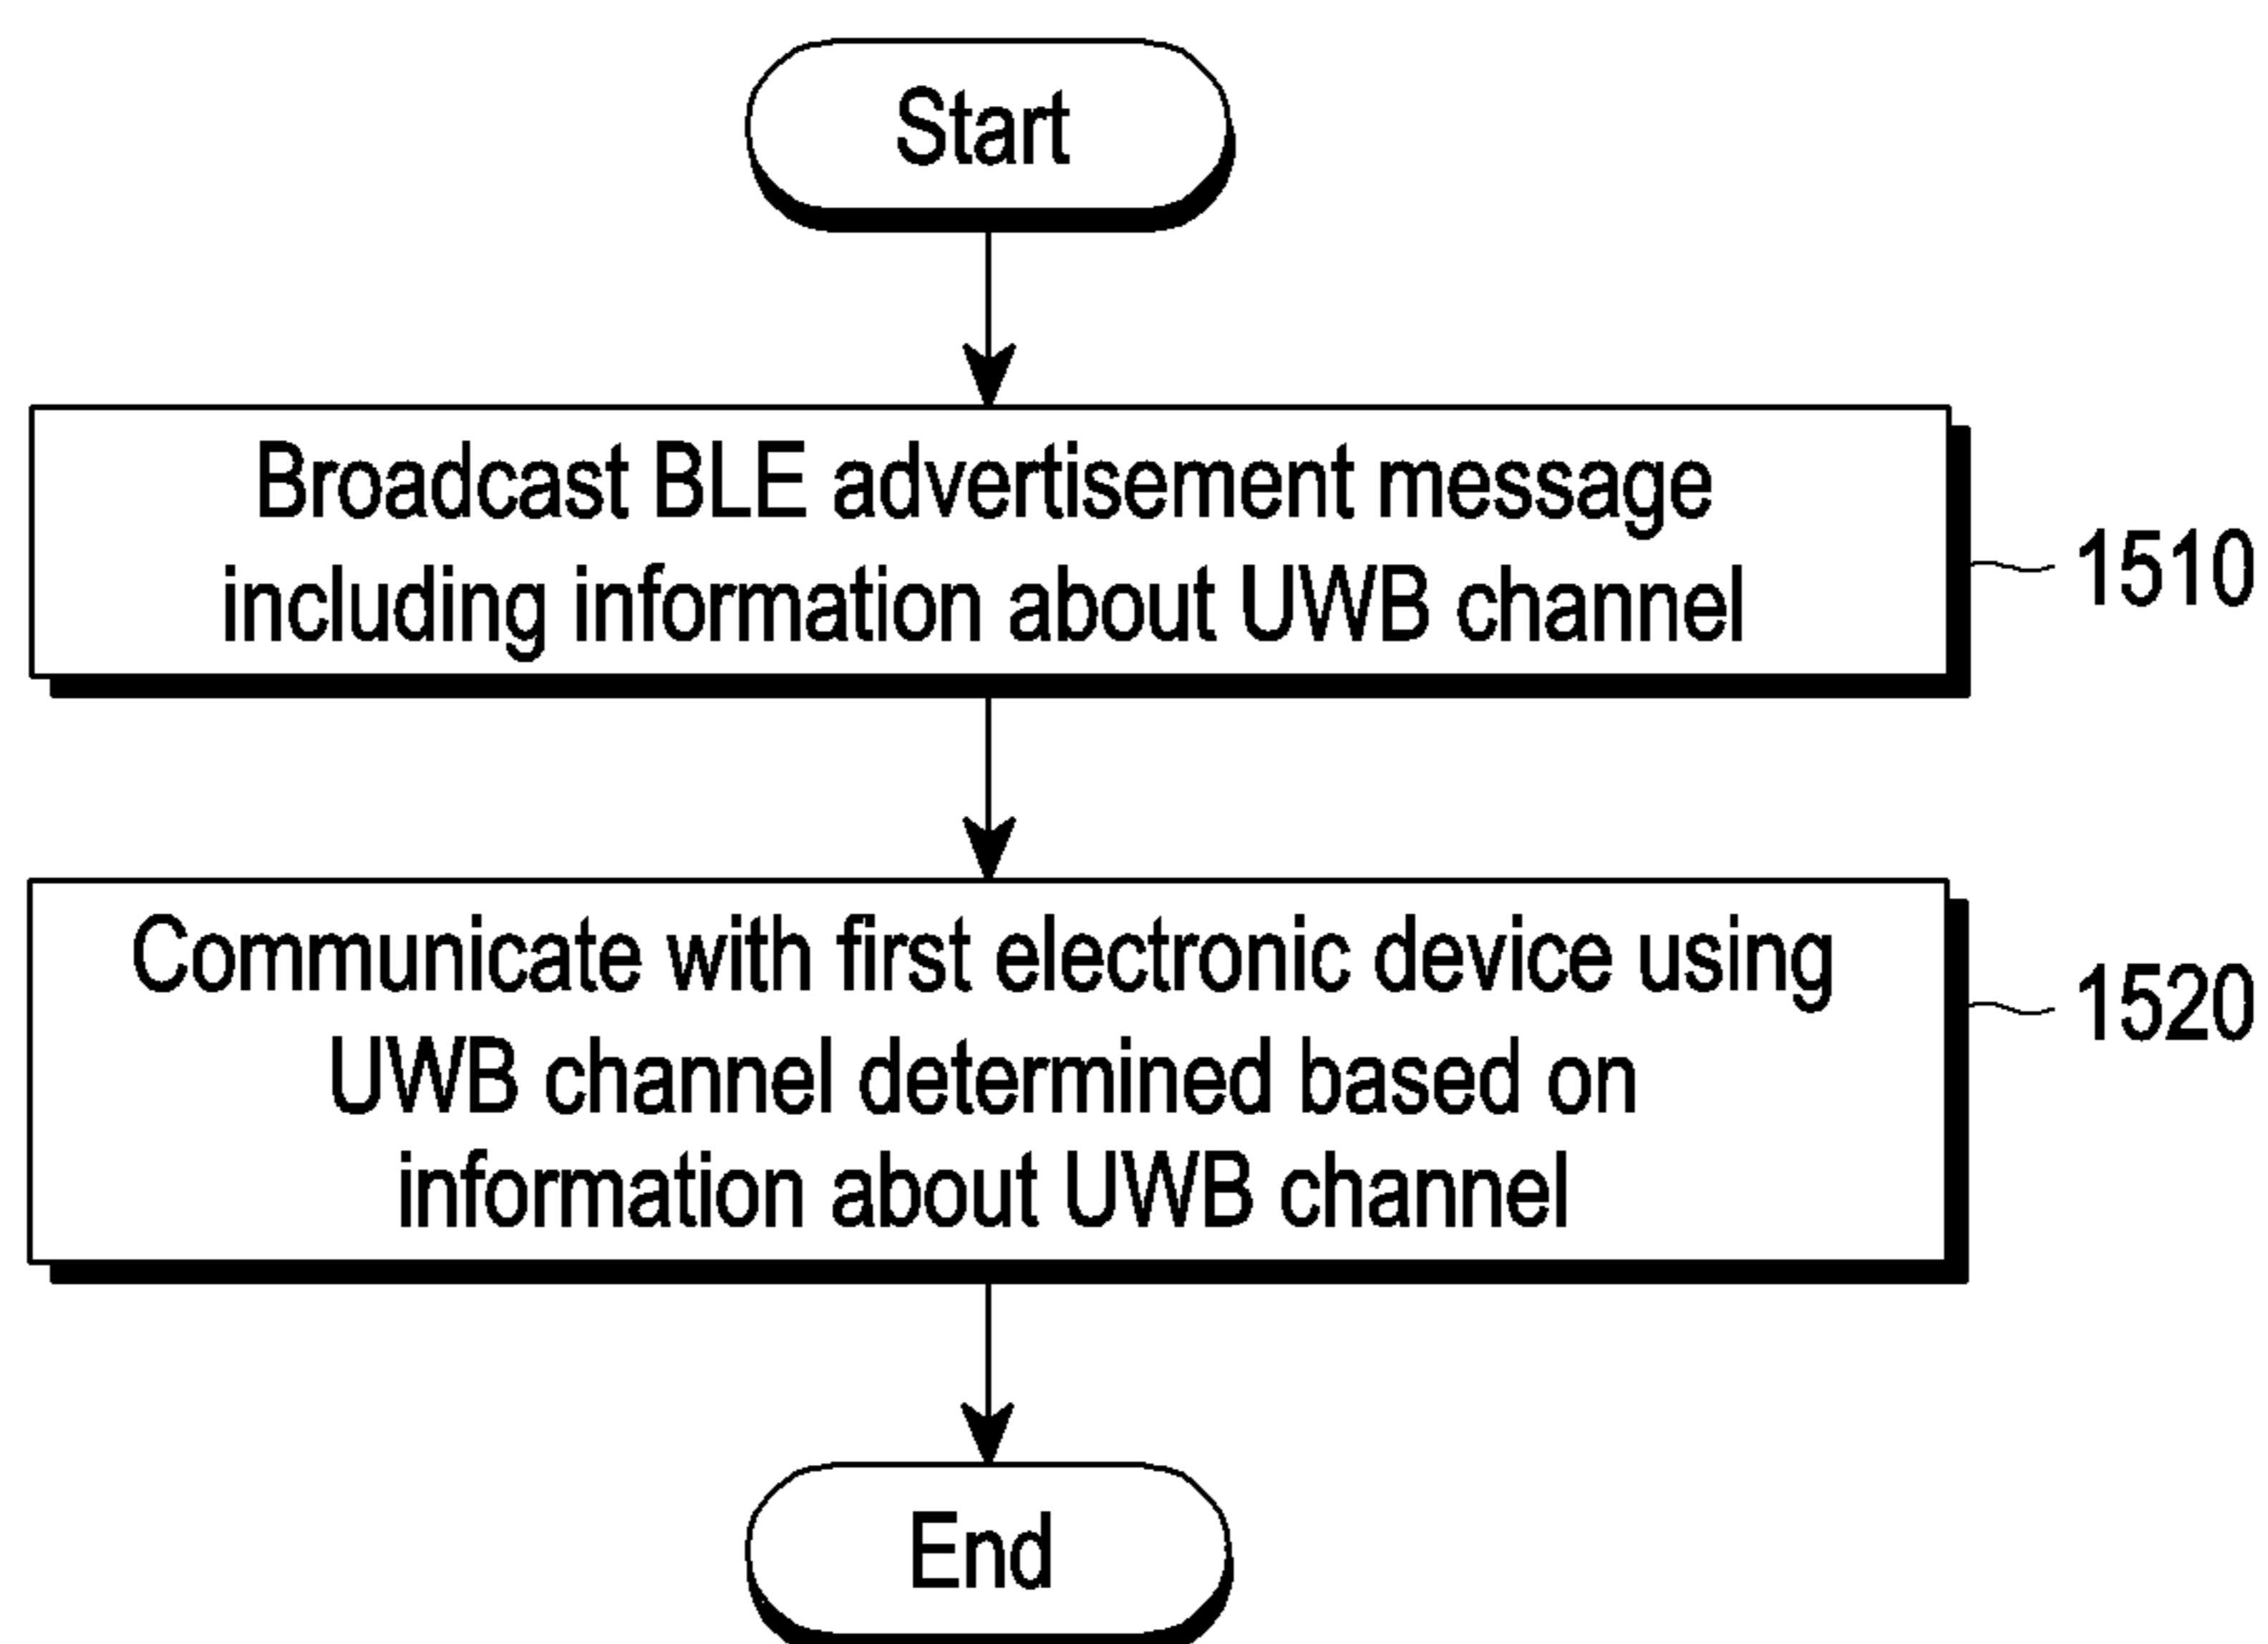 Start
Broadcast BLE advertisement message
including information about UWB channel
1510
Communicate with first electronic device using
UWB channel determined based on
information about UWB channel
1520
End